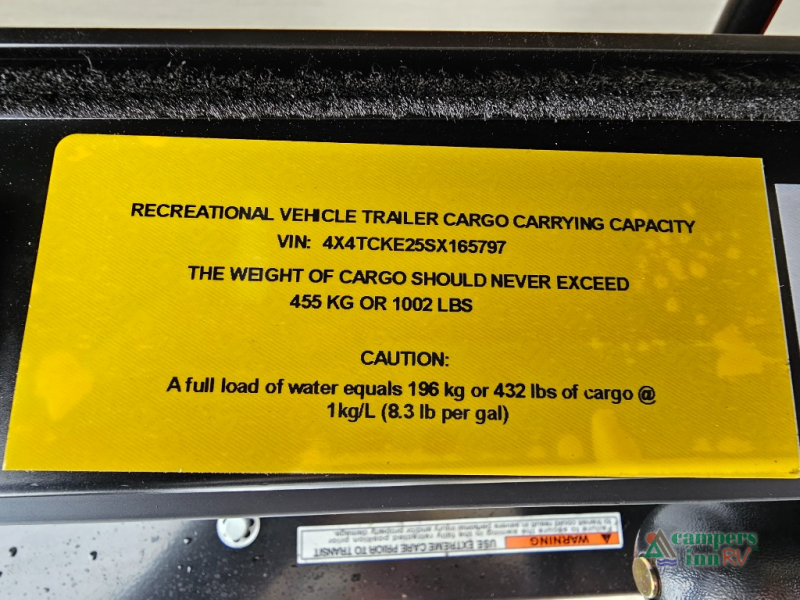 RECREATIONAL VEHICLE TRAILER CARGO CARRYING CAPACITY
VIN: 4X4TCKE25SX165797
THE WEIGHT OF CARGO SHOULD NEVER EXCEED
455 KG OR 1002 LBS
CAUTION:
A full load of water equals 196 kg or 432 lbs of cargo @
1kg/L (8.3 lb per gal)
WARNING
USE EXTREME CARE PRIOR TO TRANSIT
campers
inn RV